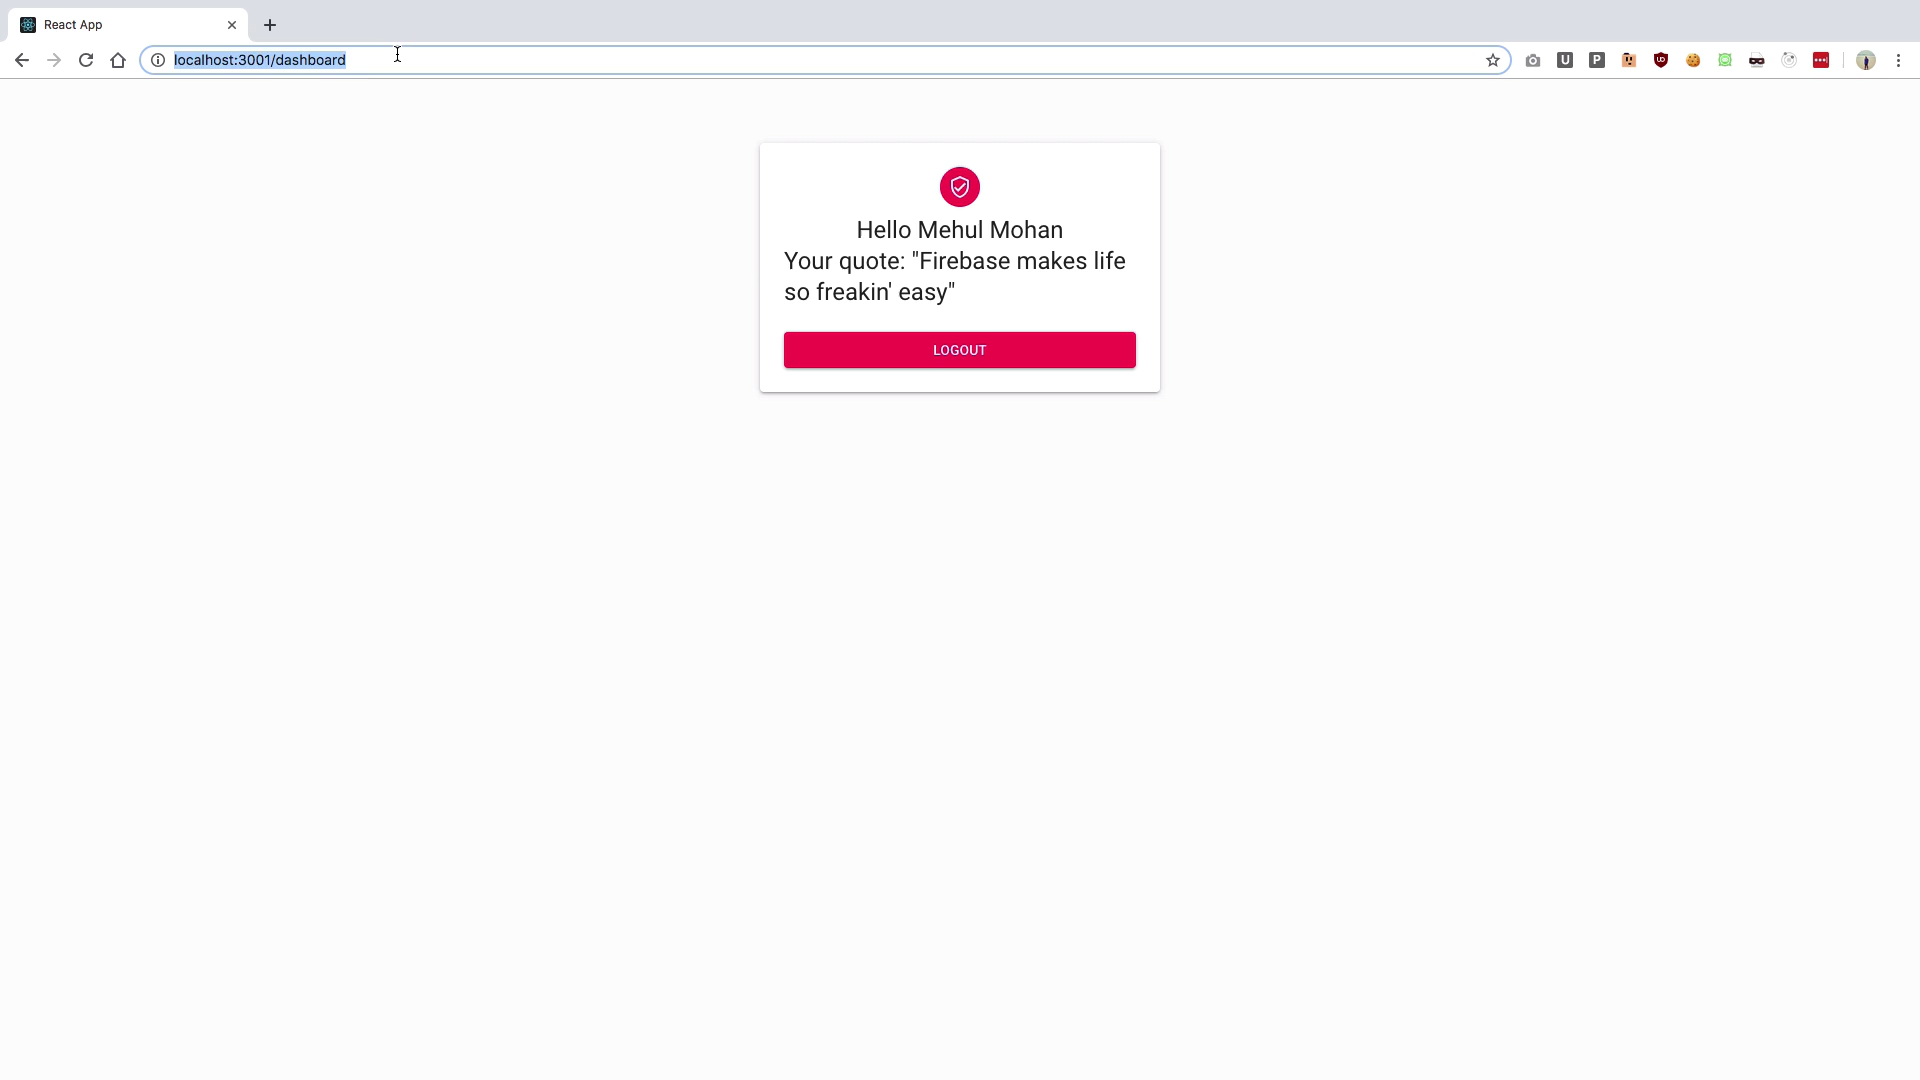 React App
localhost:3001/dashboard
U
P
Hello Mehul Mohan
Your quote: "Firebase makes life
so freakin' easy"
LOGOUT